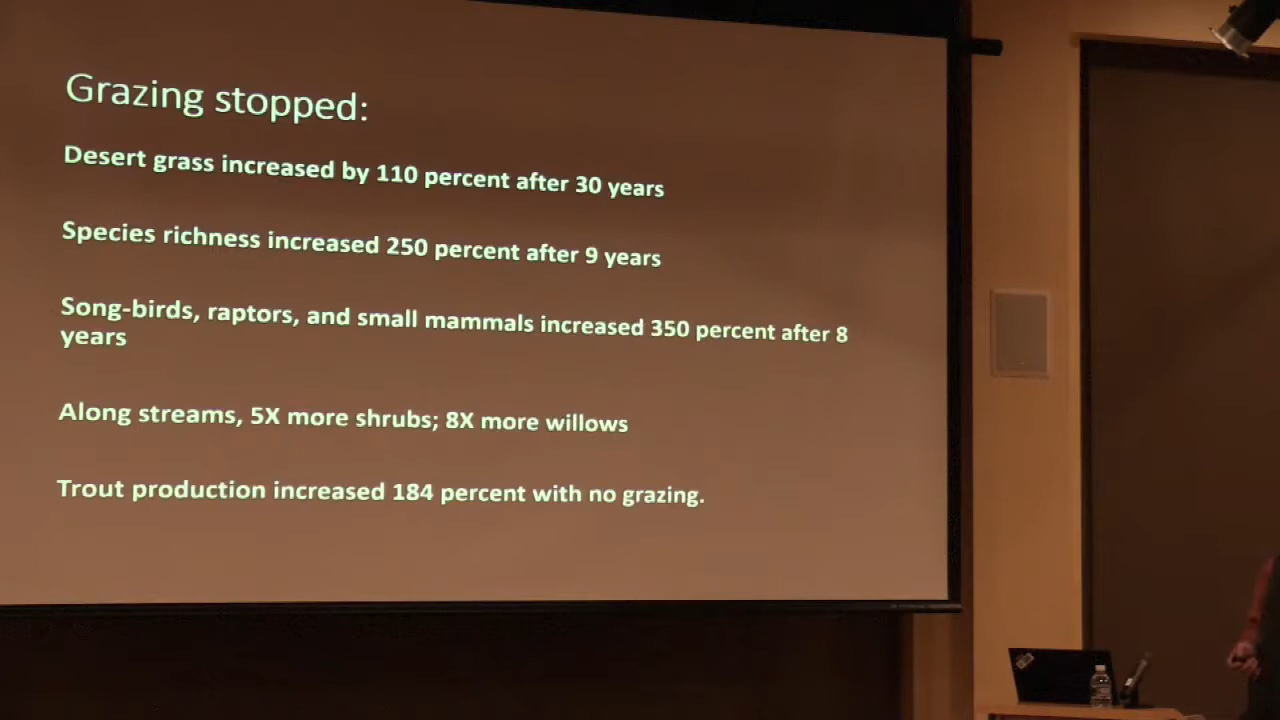 Grazing stopped:
Desert grass increased by 110 percent after 30 years
Species richness increased 250 percent after 9 years
Song-birds, raptors, and small mammals increased 350 percent after 8
years
Along streams, 5X more shrubs; 8X more willows
Trout production increased 184 percent with no grazing.